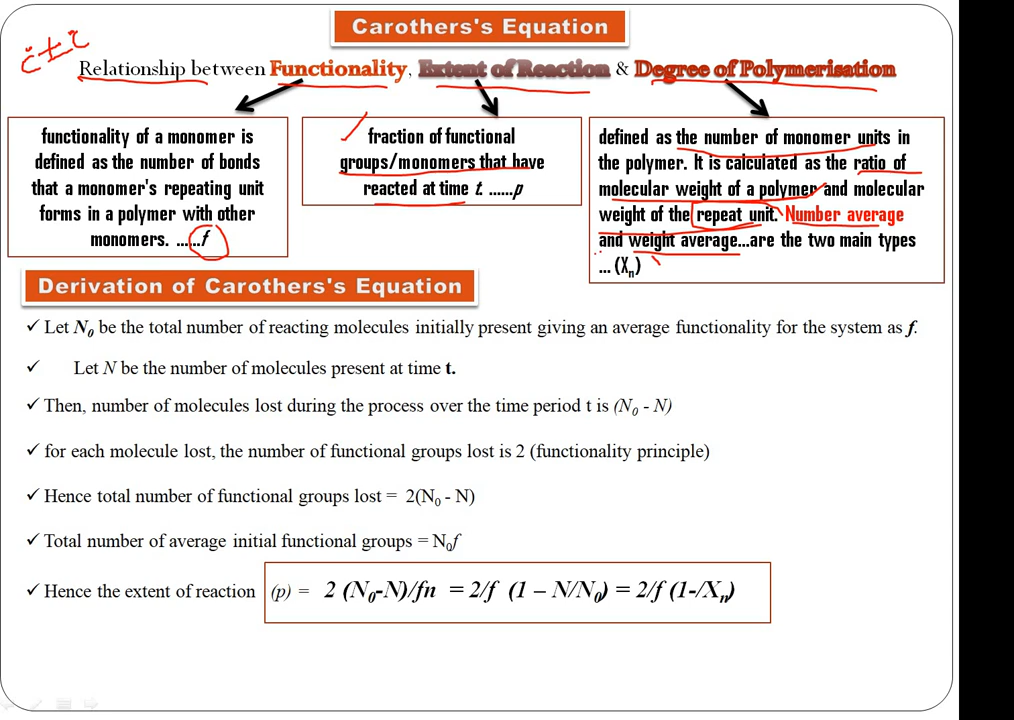 Carothers's Equation
Relationship between Functionality, Extent of Reaction & Degree of Polymerisation
functionality of a monomer is
defined as the number of bonds
that a monomer's repeating unit
forms in a polymer with other
monomers. ......f
fraction of functional
groups/monomers that have
reacted at time t. ......p
defined as the number of monomer units in
the polymer. It is calculated as the ratio of
molecular weight of a polymer and molecular
weight of the repeat unit. Number average
and weight average...are the two main types
... (Xn)
Derivation of Carothers's Equation
✓ Let N0 be the total number of reacting molecules initially present giving an average functionality for the system as f.
✓ Let N be the number of molecules present at time t.
✓ Then, number of molecules lost during the process over the time period t is (N0 - N)
✓ for each molecule lost, the number of functional groups lost is 2 (functionality principle)
✓ Hence total number of functional groups lost = 2(N0 - N)
✓ Total number of average initial functional groups = N0f
✓ Hence the extent of reaction (p) = 2 (N0-N)/fn = 2/f (1 – N/N0) = 2/f (1-/Xn)